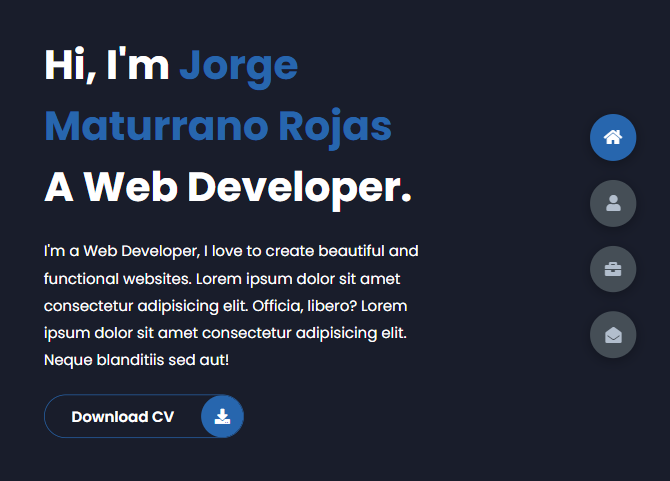 Hi, I'm Jorge
Maturrano Rojas
A Web Developer.
I'm a Web Developer, I love to create beautiful and
functional websites. Lorem ipsum dolor sit amet
consectetur adipisicing elit. Officia, libero? Lorem
ipsum dolor sit amet consectetur adipisicing elit.
Neque blanditiis sed aut!
Download CV